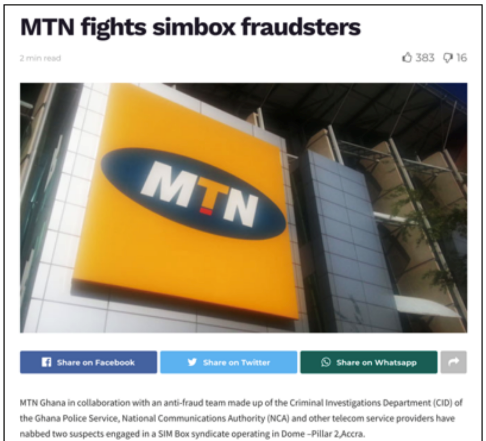 MTN fights simbox fraudsters
2 min read
383 16
MTN
Share on Facebook
Share on Twitter
Share on Whatsapp
MTN Ghana in collaboration with an anti-fraud team made up of the Criminal Investigations Department (CID) of
the Ghana Police Service, National Communications Authority (NCA) and other telecom service providers have
nabbed two suspects engaged in a SIM Box syndicate operating in Dome –Pillar 2,Accra.